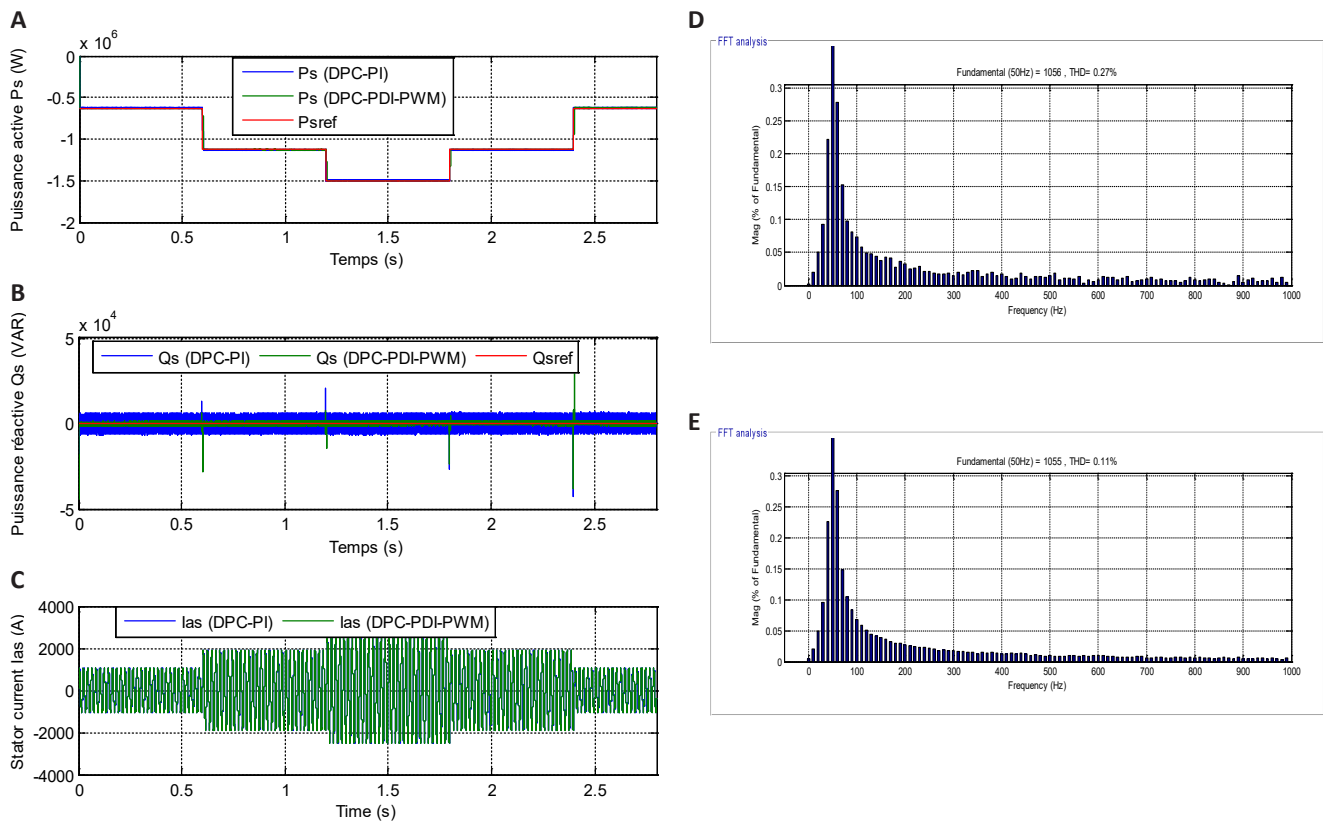 A
x 10^6
0
-0.5
-1
-1.5
-2
Puissance active Ps (W)
Ps (DPC-PI)
Ps (DPC-PDI-PWM)
Psref
0 0.5 1 1.5 2 2.5
Temps (s)
B
x 10^4
5
0
-5
Puissance réactive Qs (VAR)
Qs (DPC-PI) Qs (DPC-PDI-PWM) Qsref
0 0.5 1 1.5 2 2.5
Temps (s)
C
4000
2000
0
-2000
-4000
Stator current Ias (A)
Ias (DPC-PI) Ias (DPC-PDI-PWM)
0 0.5 1 1.5 2 2.5
Time (s)
D
FFT analysis
Fundamental (50Hz) = 1056 , THD= 0.27%
0.3
0.25
0.2
0.15
0.1
0.05
0
Mag (% of Fundamental)
0 100 200 300 400 500 600 700 800 900 1000
Frequency (Hz)
E
FFT analysis
Fundamental (50Hz) = 1055 , THD= 0.11%
0.3
0.25
0.2
0.15
0.1
0.05
0
Mag (% of Fundamental)
0 100 200 300 400 500 600 700 800 900 1000
Frequency (Hz)